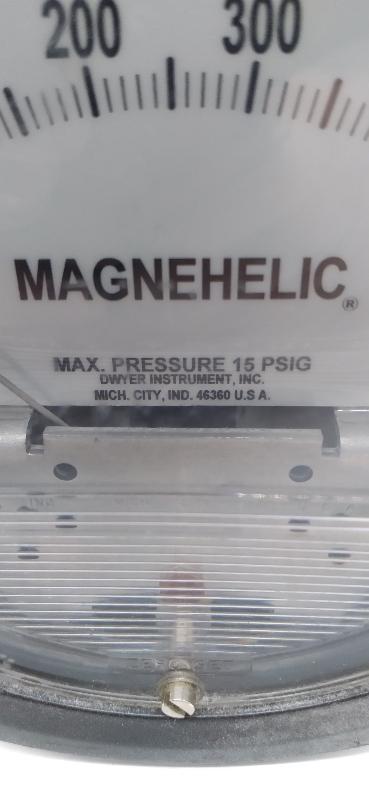 200 300
MAGNEHELIC®
MAX. PRESSURE 15 PSIG
DWYER INSTRUMENT, INC.
MICH. CITY, IND. 46360 U.S A.